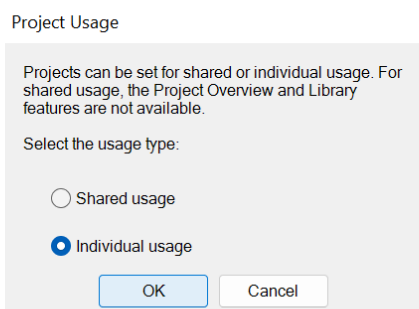 Project Usage
Projects can be set for shared or individual usage. For
shared usage, the Project Overview and Library
features are not available.
Select the usage type:
Shared usage
Individual usage
OK Cancel